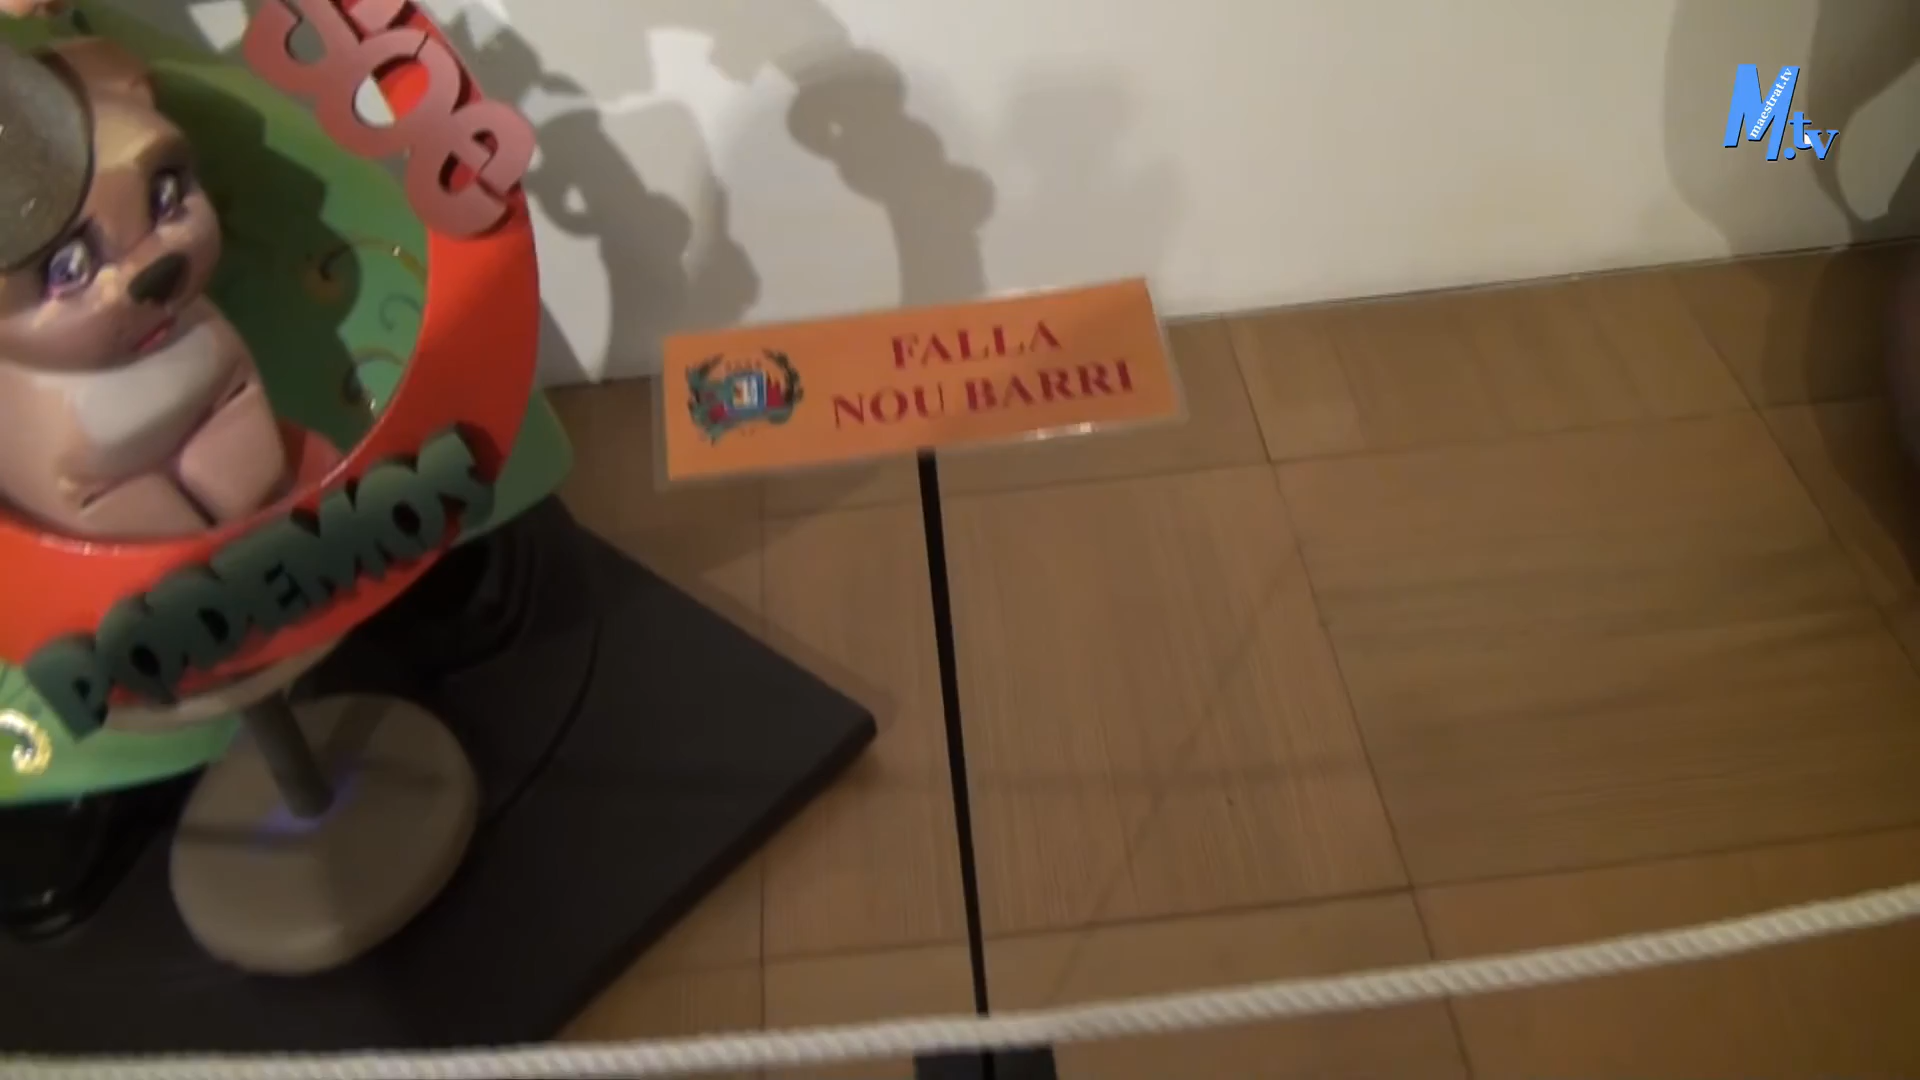 FALLA
NOU BARRI
PODEMOS
M.tv
maestrat.tv